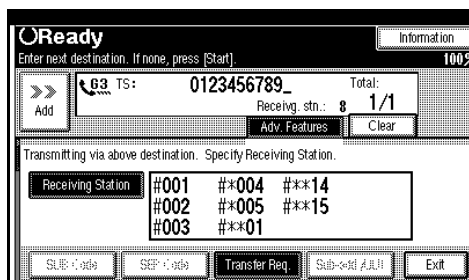 Ready
Information
Enter next destination. If none, press [Start].
100%
Add
G3 TS: 0123456789_ Total:
Receivg. stn.: 8 1/1
Adv. Features Clear
Transmitting via above destination. Specify Receiving Station.
Receiving Station
#001 #*004 #**14
#002 #*005 #**15
#003 #**01
SUB Code SEP Code Transfer Req. Exit